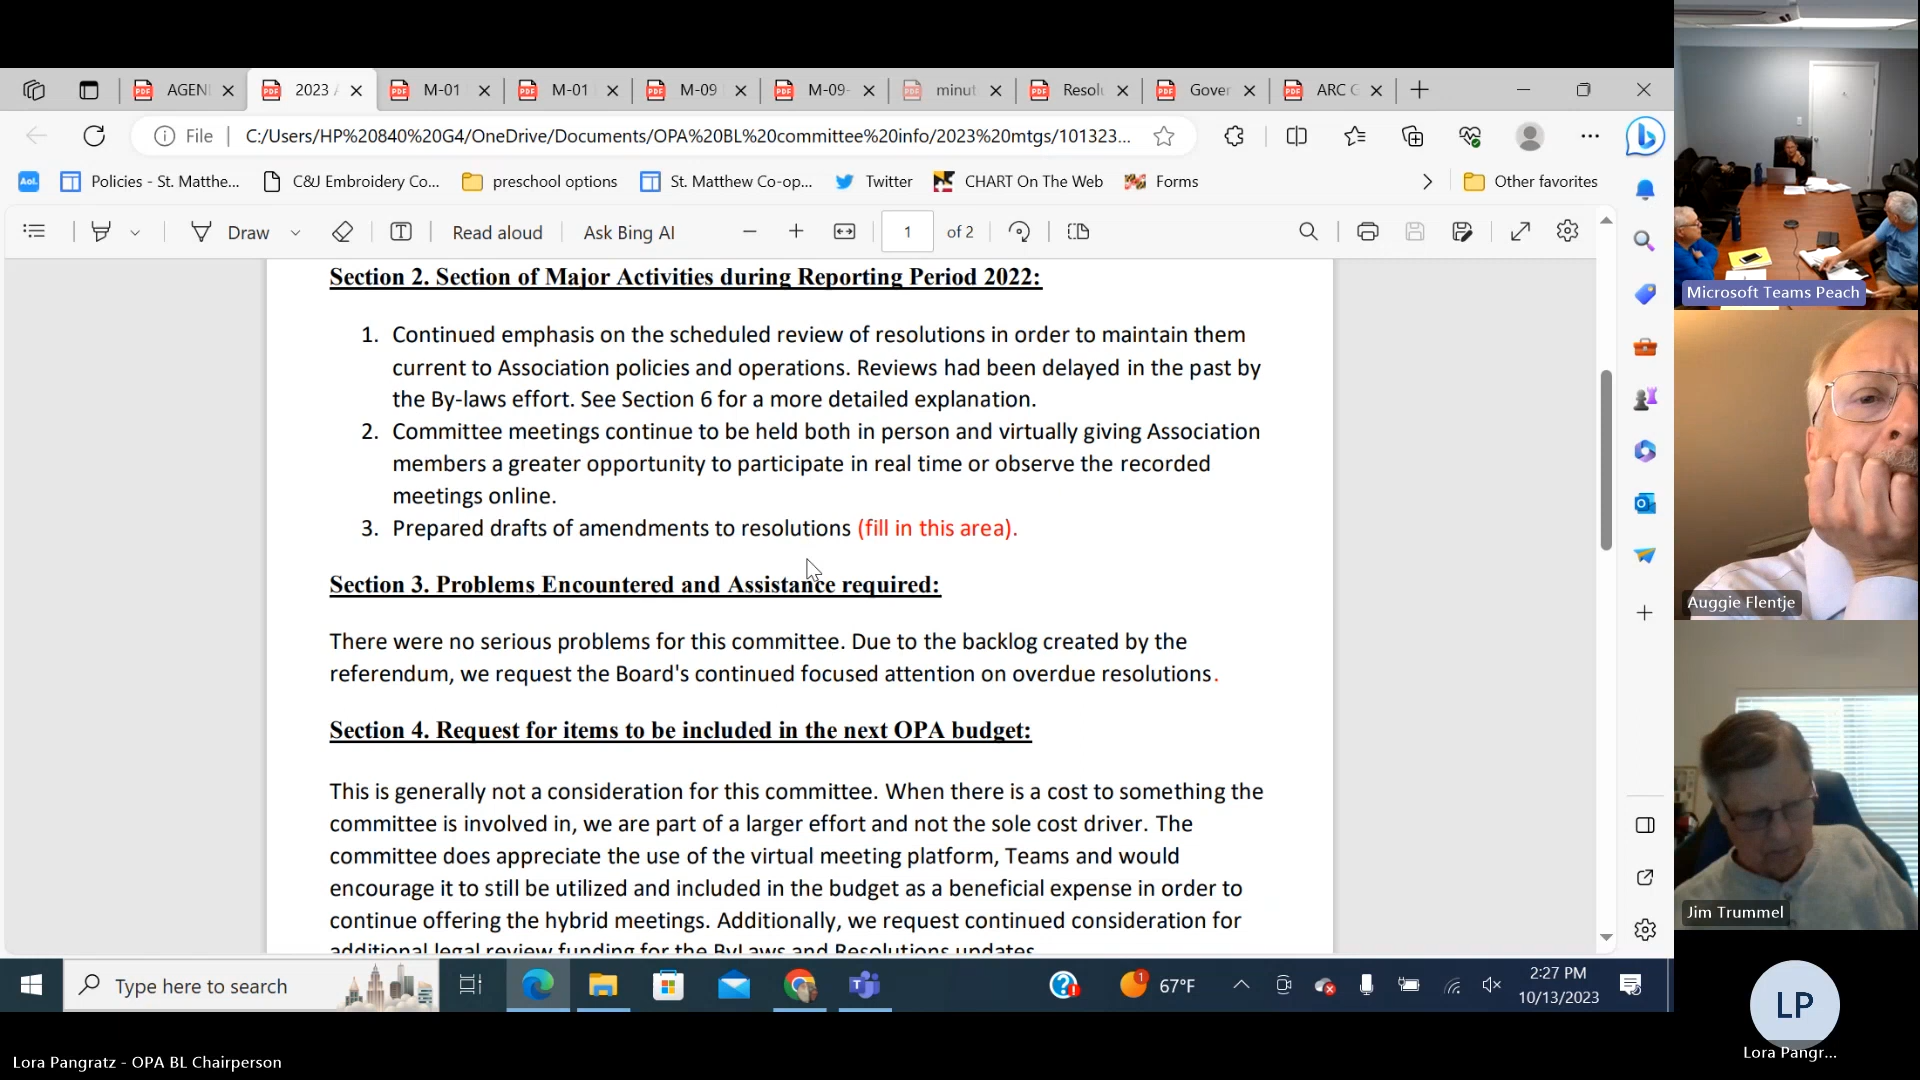 AGEN
2023
M-01
M-01
M-09
M-09-
minut
Resolu
Gover
ARC G
File
C:/Users/HP%20840%20G4/OneDrive/Documents/OPA%20BL%20committee%20info/2023%20mtgs/101323...
Aol.
Policies - St. Matthe...
C&J Embroidery Co...
preschool options
St. Matthew Co-op...
Twitter
CHART On The Web
Forms
Other favorites
Draw
Read aloud
Ask Bing AI
1
of 2
Section 2. Section of Major Activities during Reporting Period 2022:
1. Continued emphasis on the scheduled review of resolutions in order to maintain them
current to Association policies and operations. Reviews had been delayed in the past by
the By-laws effort. See Section 6 for a more detailed explanation.
2. Committee meetings continue to be held both in person and virtually giving Association
members a greater opportunity to participate in real time or observe the recorded
meetings online.
3. Prepared drafts of amendments to resolutions (fill in this area).
Section 3. Problems Encountered and Assistance required:
There were no serious problems for this committee. Due to the backlog created by the
referendum, we request the Board's continued focused attention on overdue resolutions.
Section 4. Request for items to be included in the next OPA budget:
This is generally not a consideration for this committee. When there is a cost to something the
committee is involved in, we are part of a larger effort and not the sole cost driver. The
committee does appreciate the use of the virtual meeting platform, Teams and would
encourage it to still be utilized and included in the budget as a beneficial expense in order to
continue offering the hybrid meetings. Additionally, we request continued consideration for
additional legal review funding for the ByLaws and Resolutions updates.
Type here to search
1
67°F
2:27 PM
10/13/2023
Microsoft Teams Peach
Auggie Flentje
Jim Trummel
LP
Lora Pangr...
Lora Pangratz - OPA BL Chairperson